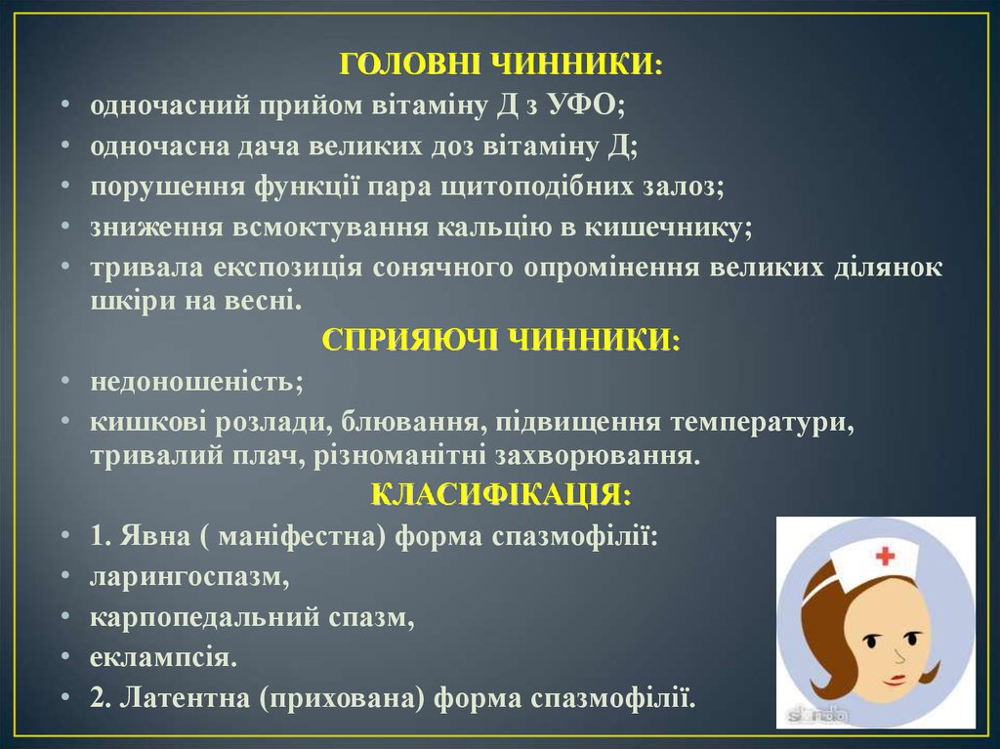 ГОЛОВНІ ЧИННИКИ:
• одночасний прийом вітаміну Д з УФО;
• одночасна дача великих доз вітаміну Д;
• порушення функції пара щитоподібних залоз;
• зниження всмоктування кальцію в кишечнику;
• тривала експозиція сонячного опромінення великих ділянок
шкіри на весні.
СПРИЯЮЧІ ЧИННИКИ:
• недоношеність;
• кишкові розлади, блювання, підвищення температури,
тривалий плач, різноманітні захворювання.
КЛАСИФІКАЦІЯ:
• 1. Явна ( маніфестна) форма спазмофілії:
• ларингоспазм,
• карпопедальний спазм,
• еклампсія.
• 2. Латентна (прихована) форма спазмофілії.